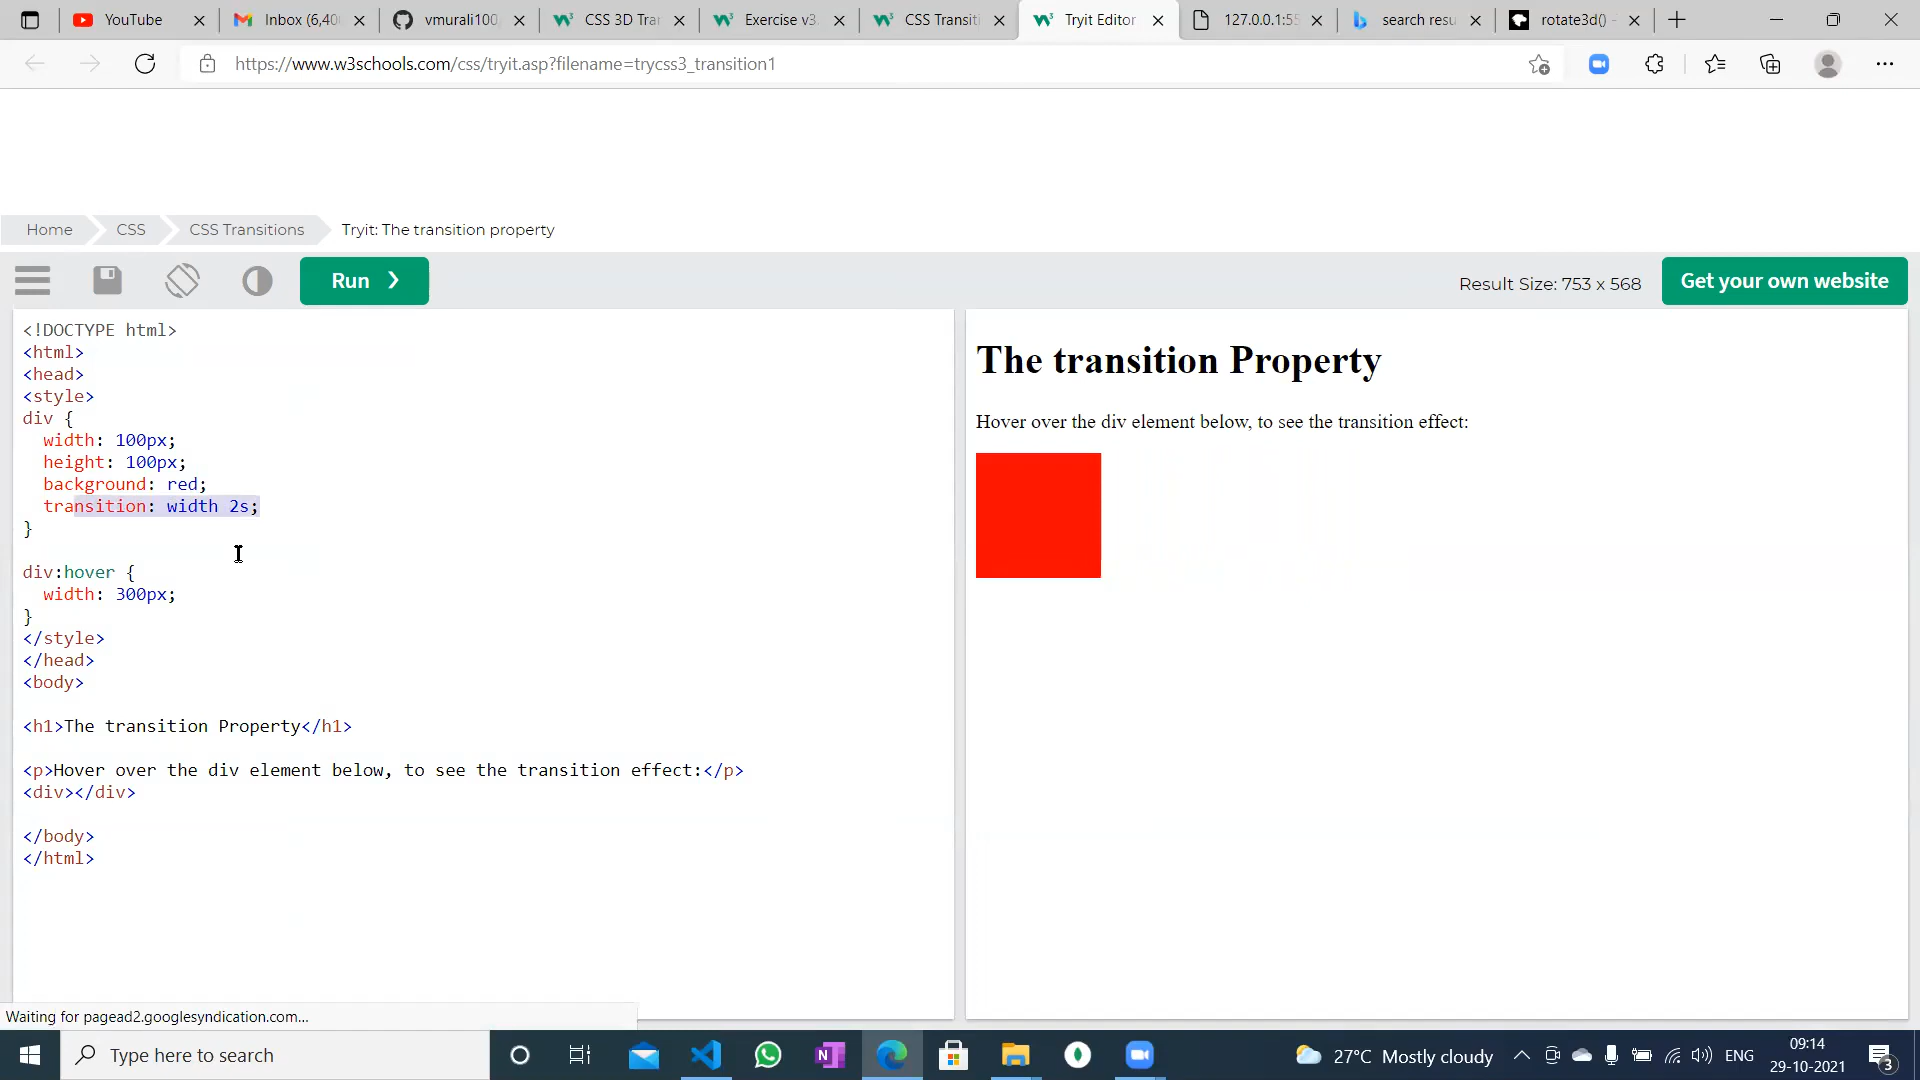 YouTube
Inbox (6,40
vmurali100
CSS 3D Tra
Exercise v3.
CSS Transiti
Tryit Editor
127.0.0.1:55
search resu
rotate3d() -
https://www.w3schools.com/css/tryit.asp?filename=trycss3_transition1
Home
CSS
CSS Transitions
Tryit: The transition property
Run ❯
Result Size: 753 x 568
Get your own website
<!DOCTYPE html>
<html>
<head>
<style>
div {
  width: 100px;
  height: 100px;
  background: red;
  transition: width 2s;
}
div:hover {
  width: 300px;
}
</style>
</head>
<body>
<h1>The transition Property</h1>
<p>Hover over the div element below, to see the transition effect:</p>
<div></div>
</body>
</html>
The transition Property
Hover over the div element below, to see the transition effect:
Waiting for pagead2.googlesyndication.com...
Type here to search
27°C Mostly cloudy
ENG
09:14
29-10-2021
3